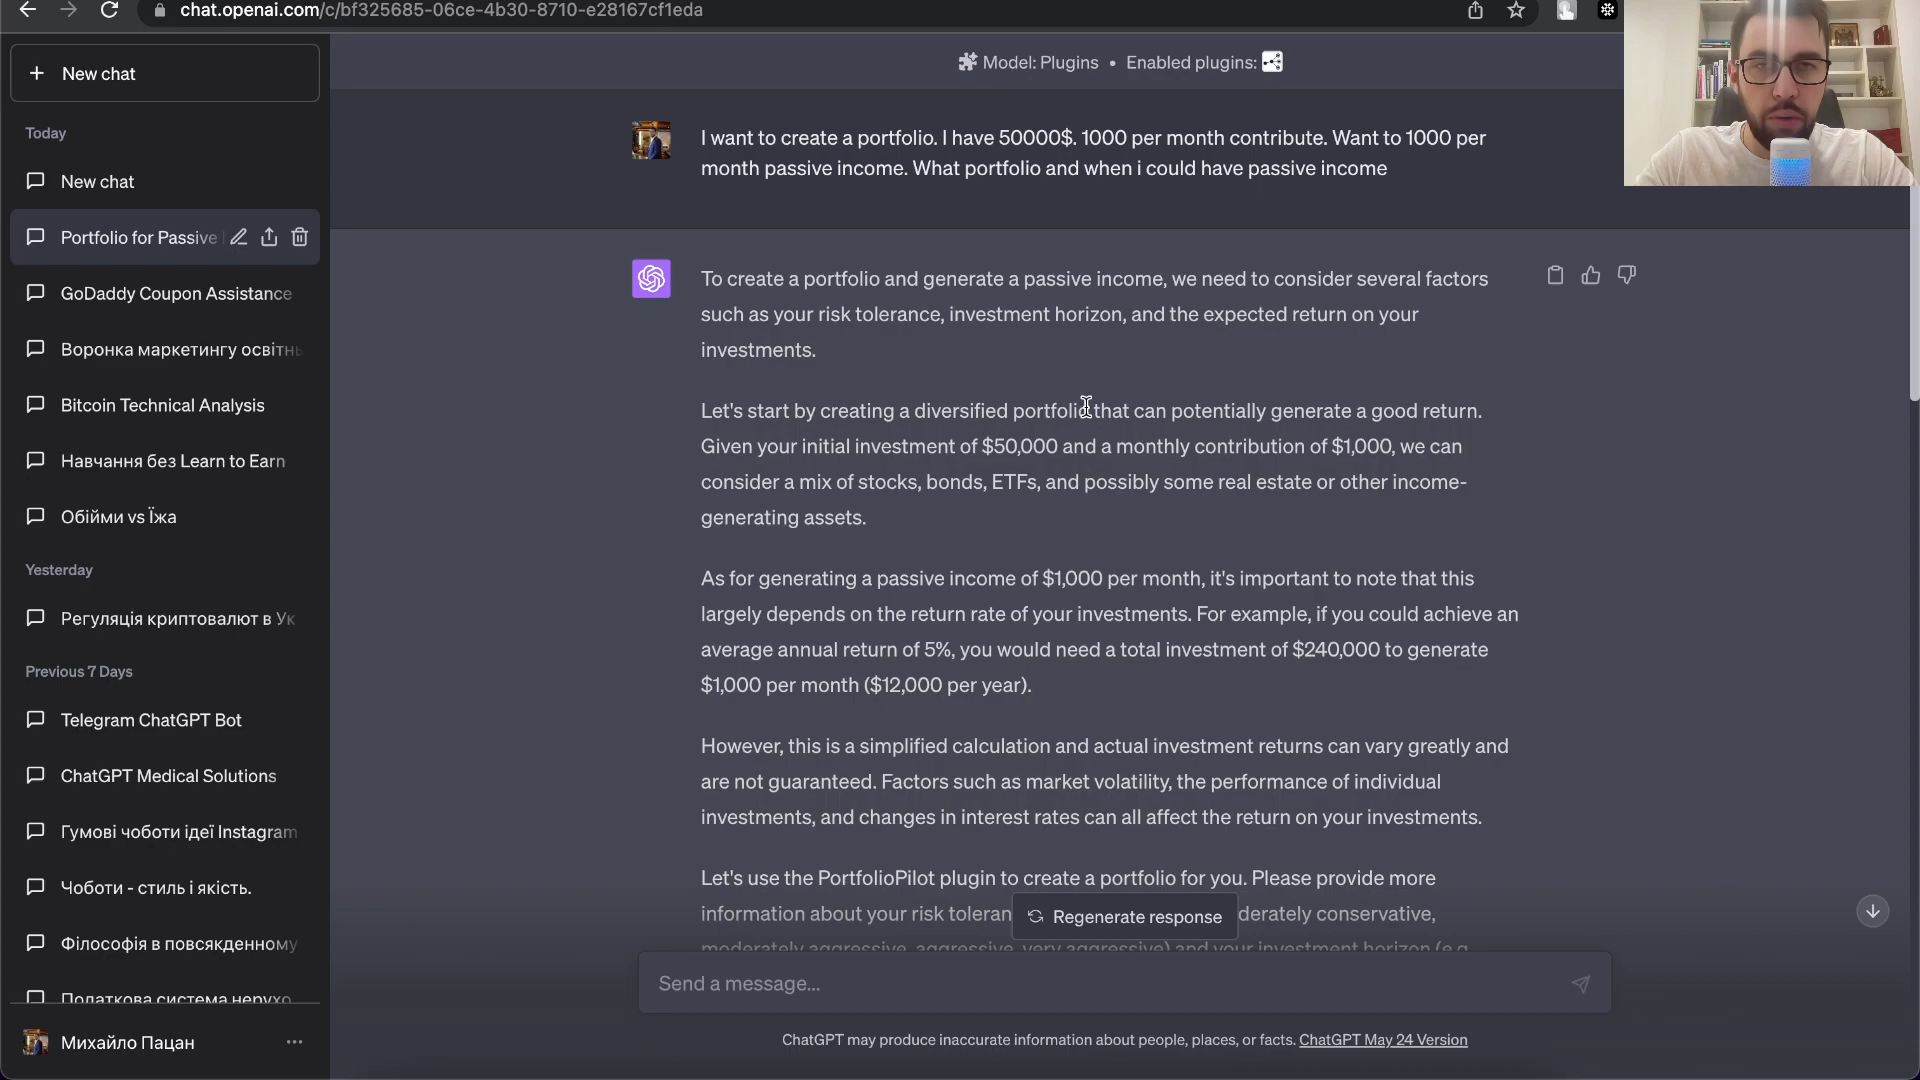 chat.openai.com/c/bf325685-06ce-4b30-8710-e28167cf1eda
New chat
Today
New chat
Portfolio for Passive
GoDaddy Coupon Assistance
Воронка маркетингу освітнь
Bitcoin Technical Analysis
Навчання без Learn to Earn
Обійми vs Їжа
Yesterday
Регуляція криптовалют в Ук
Previous 7 Days
Telegram ChatGPT Bot
ChatGPT Medical Solutions
Гумові чоботи ідеї Instagram
Чоботи - стиль і якість.
Філософія в повсякденному
Податкова система нерухо
Михайло Пацан
Model: Plugins • Enabled plugins:
I want to create a portfolio. I have 50000$. 1000 per month contribute. Want to 1000 per
month passive income. What portfolio and when i could have passive income
To create a portfolio and generate a passive income, we need to consider several factors
such as your risk tolerance, investment horizon, and the expected return on your
investments.
Let's start by creating a diversified portfolio that can potentially generate a good return.
Given your initial investment of $50,000 and a monthly contribution of $1,000, we can
consider a mix of stocks, bonds, ETFs, and possibly some real estate or other income-
generating assets.
As for generating a passive income of $1,000 per month, it's important to note that this
largely depends on the return rate of your investments. For example, if you could achieve an
average annual return of 5%, you would need a total investment of $240,000 to generate
$1,000 per month ($12,000 per year).
However, this is a simplified calculation and actual investment returns can vary greatly and
are not guaranteed. Factors such as market volatility, the performance of individual
investments, and changes in interest rates can all affect the return on your investments.
Let's use the PortfolioPilot plugin to create a portfolio for you. Please provide more
information about your risk toleran derately conservative,
moderately aggressive, aggressive, very aggressive) and your investment horizon (e.g.
Regenerate response
Send a message...
ChatGPT may produce inaccurate information about people, places, or facts. ChatGPT May 24 Version